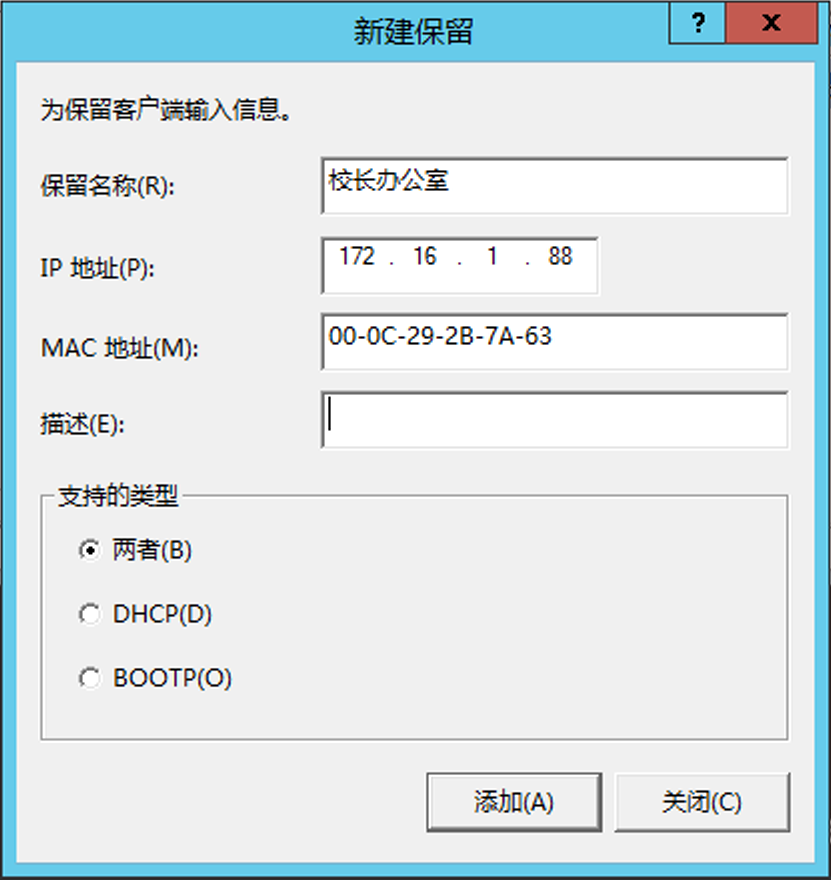 新建保留
?
x
为保留客户端输入信息。
保留名称(R):
校长办公室
IP 地址(P):
172 . 16 . 1 . 88
MAC 地址(M):
00-0C-29-2B-7A-63
描述(E):
支持的类型
两者(B)
DHCP(D)
BOOTP(O)
添加(A)
关闭(C)